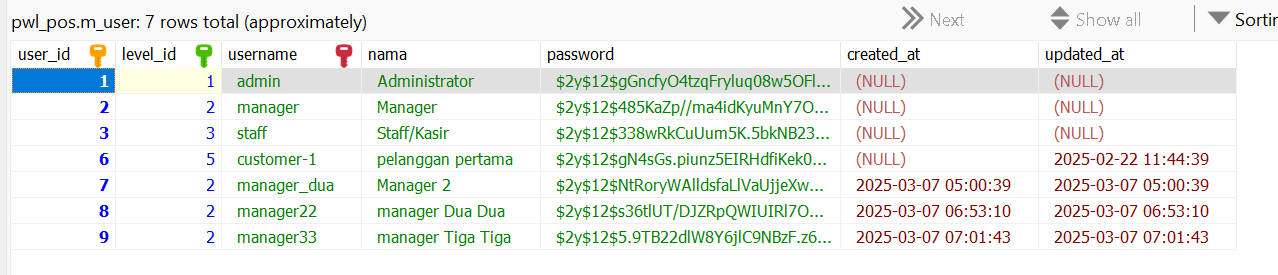 pwl_pos.m_user: 7 rows total (approximately) Next Show all Sortin
user_id level_id username nama password created_at updated_at
1 1 admin Administrator $2y$12$gGncfyO4tzqFryluq08w5OFl... (NULL) (NULL)
2 2 manager Manager $2y$12$485KaZp//ma4idKyuMnY7O... (NULL) (NULL)
3 3 staff Staff/Kasir $2y$12$338wRkCuUum5K.5bkNB23... (NULL) (NULL)
6 5 customer-1 pelanggan pertama $2y$12$gN4sGs.piunz5EIRHdfiKek0... (NULL) 2025-02-22 11:44:39
7 2 manager_dua Manager 2 $2y$12$NtRoryWAlldsfaLlVaUjjeXw... 2025-03-07 05:00:39 2025-03-07 05:00:39
8 2 manager22 manager Dua Dua $2y$12$s36tlUT/DJZRpQWIUIRl7O... 2025-03-07 06:53:10 2025-03-07 06:53:10
9 2 manager33 manager Tiga Tiga $2y$12$5.9TB22dlW8Y6jlC9NBzF.z6... 2025-03-07 07:01:43 2025-03-07 07:01:43